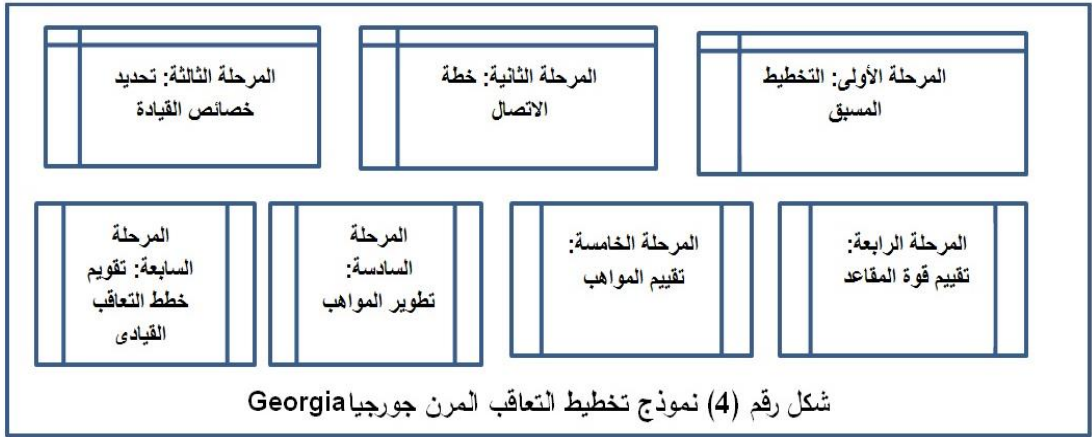 المرحلة الأولى: التخطيط
المسبق
المرحلة الثانية: خطة
الاتصال
المرحلة الثالثة: تحديد
خصائص القيادة
المرحلة الرابعة:
تقييم قوة المقاعد
المرحلة الخامسة:
تقييم المواهب
المرحلة
السادسة:
تطوير المواهب
المرحلة
السابعة: تقويم
خطط التعاقب
القيادى
شكل رقم (4) نموذج تخطيط التعاقب المرن جورجياGeorgia